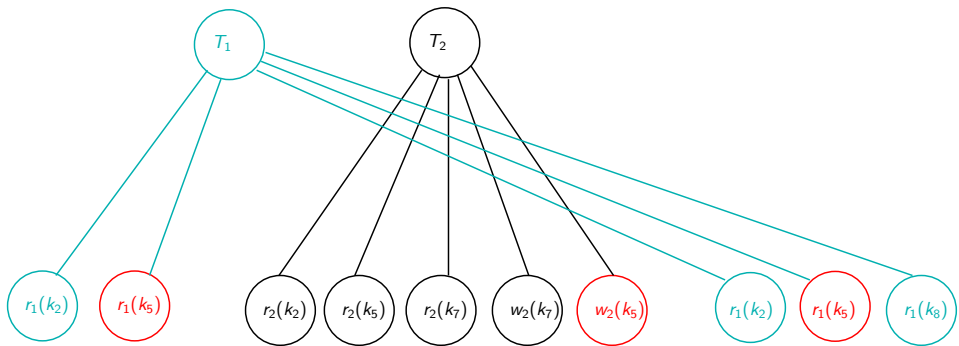 T₁ T₂
r₁(k₂) r₁(k₅) r₂(k₂) r₂(k₅) r₂(k₇) w₂(k₇) w₂(k₅) r₁(k₂) r₁(k₅) r₁(k₈)